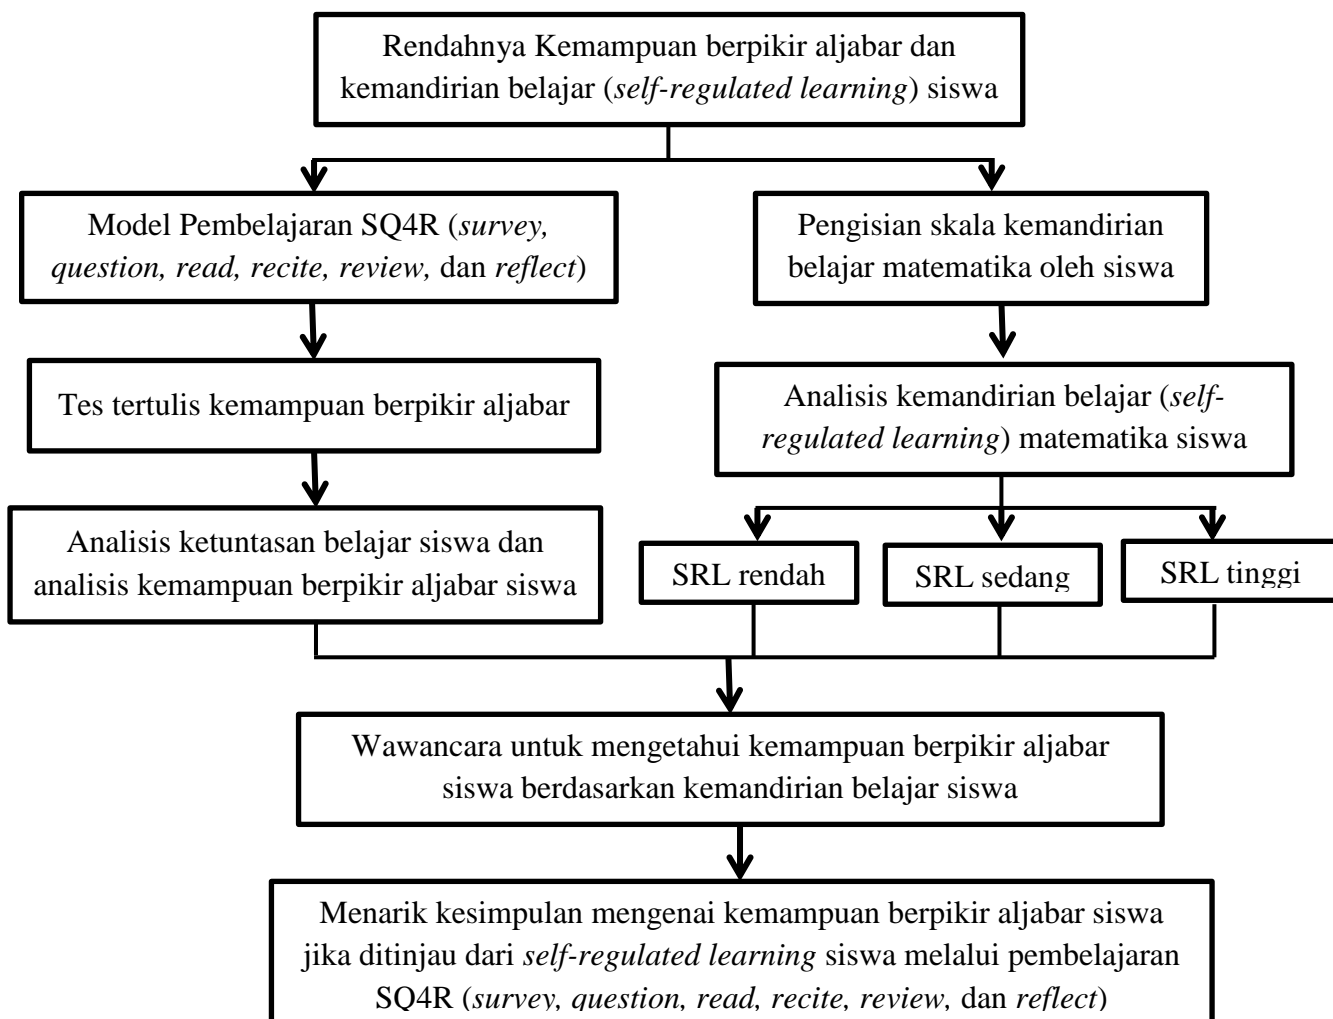 Rendahnya Kemampuan berpikir aljabar dan
kemandirian belajar (self-regulated learning) siswa
Model Pembelajaran SQ4R (survey,
question, read, recite, review, dan reflect)
Pengisian skala kemandirian
belajar matematika oleh siswa
Tes tertulis kemampuan berpikir aljabar
Analisis kemandirian belajar (self-
regulated learning) matematika siswa
Analisis ketuntasan belajar siswa dan
analisis kemampuan berpikir aljabar siswa
SRL rendah
SRL sedang
SRL tinggi
Wawancara untuk mengetahui kemampuan berpikir aljabar
siswa berdasarkan kemandirian belajar siswa
Menarik kesimpulan mengenai kemampuan berpikir aljabar siswa
jika ditinjau dari self-regulated learning siswa melalui pembelajaran
SQ4R (survey, question, read, recite, review, dan reflect)